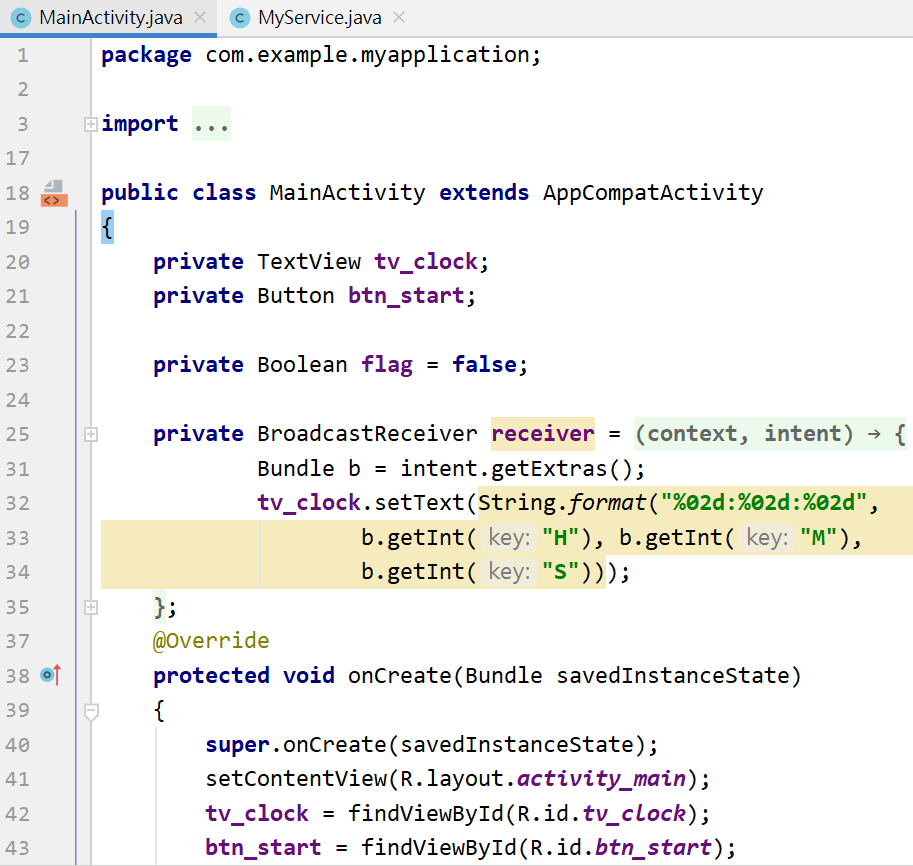 MainActivity.java × MyService.java ×
1 package com.example.myapplication;
2
3 import ...
17
18 public class MainActivity extends AppCompatActivity
19 {
20 private TextView tv_clock;
21 private Button btn_start;
22
23 private Boolean flag = false;
24
25 private BroadcastReceiver receiver = (context, intent) → {
31 Bundle b = intent.getExtras();
32 tv_clock.setText(String.format("%02d:%02d:%02d",
33 b.getInt( key: "H"), b.getInt( key: "M"),
34 b.getInt( key: "S")));
35 };
37 @Override
38 protected void onCreate(Bundle savedInstanceState)
39 {
40 super.onCreate(savedInstanceState);
41 setContentView(R.layout.activity_main);
42 tv_clock = findViewById(R.id.tv_clock);
43 btn_start = findViewById(R.id.btn_start);